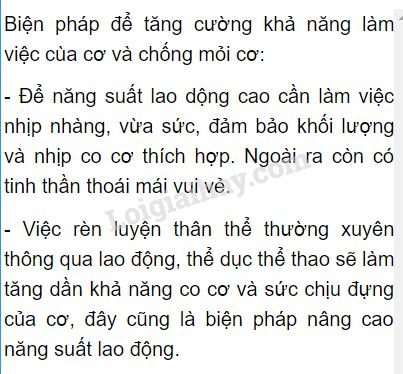 Biện pháp để tăng cường khả năng làm
việc của cơ và chống mỏi cơ:
- Để năng suất lao dộng cao cần làm việc
nhịp nhàng, vừa sức, đảm bảo khối lượng
và nhịp co cơ thích hợp. Ngoài ra còn có
tinh thần thoái mái vui vẻ.
Loigiaihay.com
- Việc rèn luyện thân thể thường xuyên
thông qua lao động, thể dục thể thao sẽ làm
tăng dần khả năng co cơ và sức chịu đựng
của cơ, đây cũng là biện pháp nâng cao
năng suất lao động.